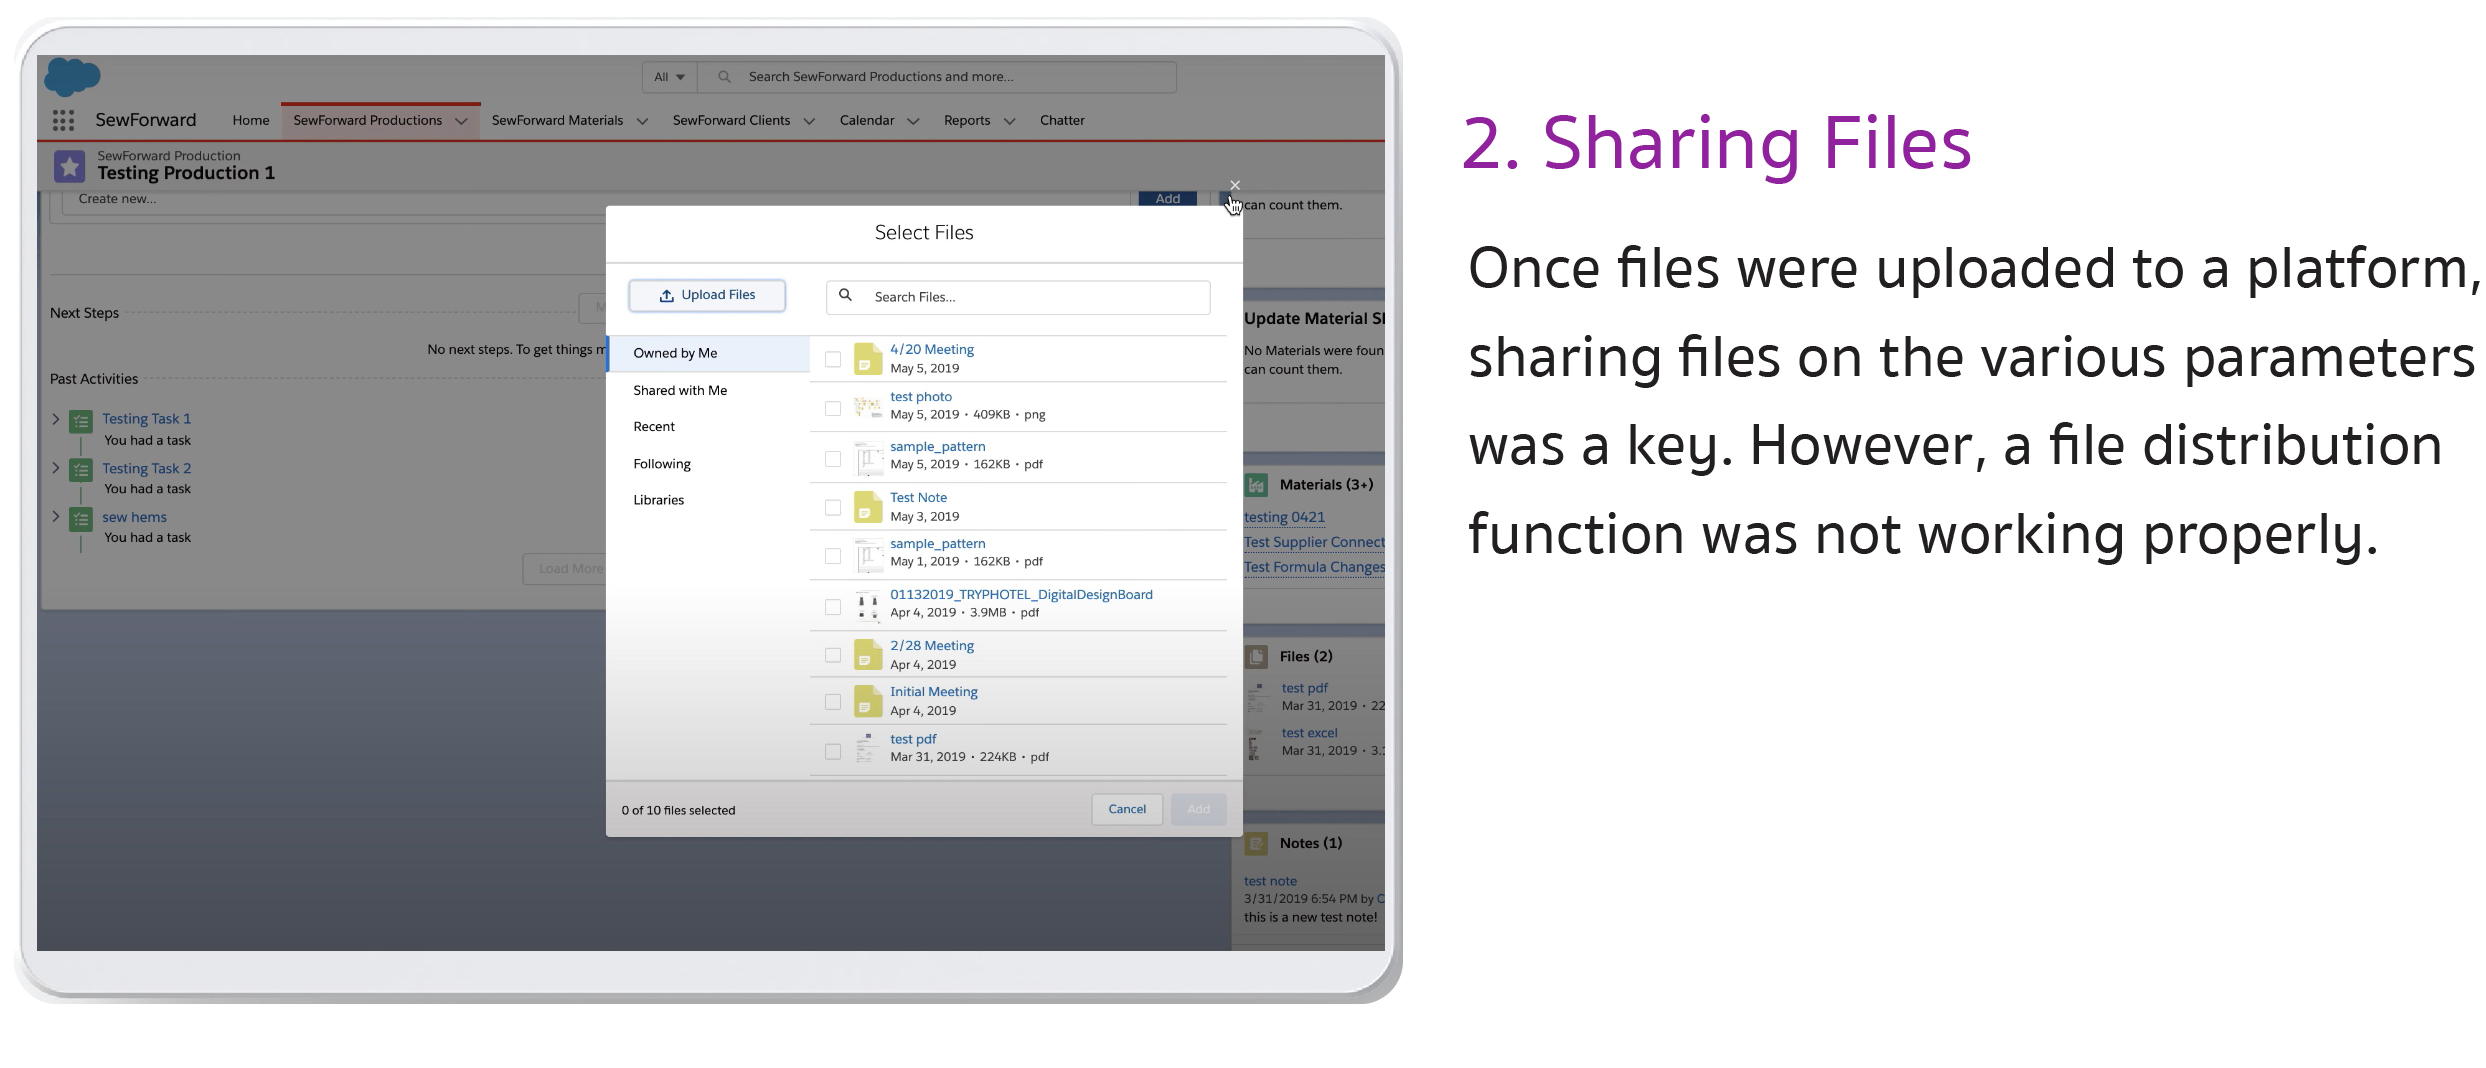 All
Search SewForward Productions and more...
SewForward
Home
SewForward Productions
SewForward Materials
SewForward Clients
Calendar
Reports
Chatter
SewForward Production
Testing Production 1
Create new...
Add
can count them.
Next Steps
No next steps. To get things
Past Activities
Testing Task 1
You had a task
Testing Task 2
You had a task
sew hems
You had a task
Load More
Select Files
Upload Files
Search Files...
Owned by Me
Shared with Me
Recent
Following
Libraries
4/20 Meeting
May 5, 2019
test photo
May 5, 2019 • 409KB • png
sample_pattern
May 5, 2019 • 162KB • pdf
Test Note
May 3, 2019
sample_pattern
May 1, 2019 • 162KB • pdf
01132019_TRYPHOTEL_DigitalDesignBoard
Apr 4, 2019 • 3.9MB • pdf
2/28 Meeting
Apr 4, 2019
Initial Meeting
Apr 4, 2019
test pdf
Mar 31, 2019 • 224KB • pdf
0 of 10 files selected
Cancel
Add
Update Material
No Materials were
can count them.
Materials (3+)
testing 0421
Test Supplier Connect
Test Formula Changes
Files (2)
test pdf
Mar 31, 2019 • 22
test excel
Mar 31, 2019 • 3.
Notes (1)
test note
3/31/2019 6:54 PM by
this is a new test note!
2. Sharing Files
Once files were uploaded to a platform,
sharing files on the various parameters
was a key. However, a file distribution
function was not working properly.